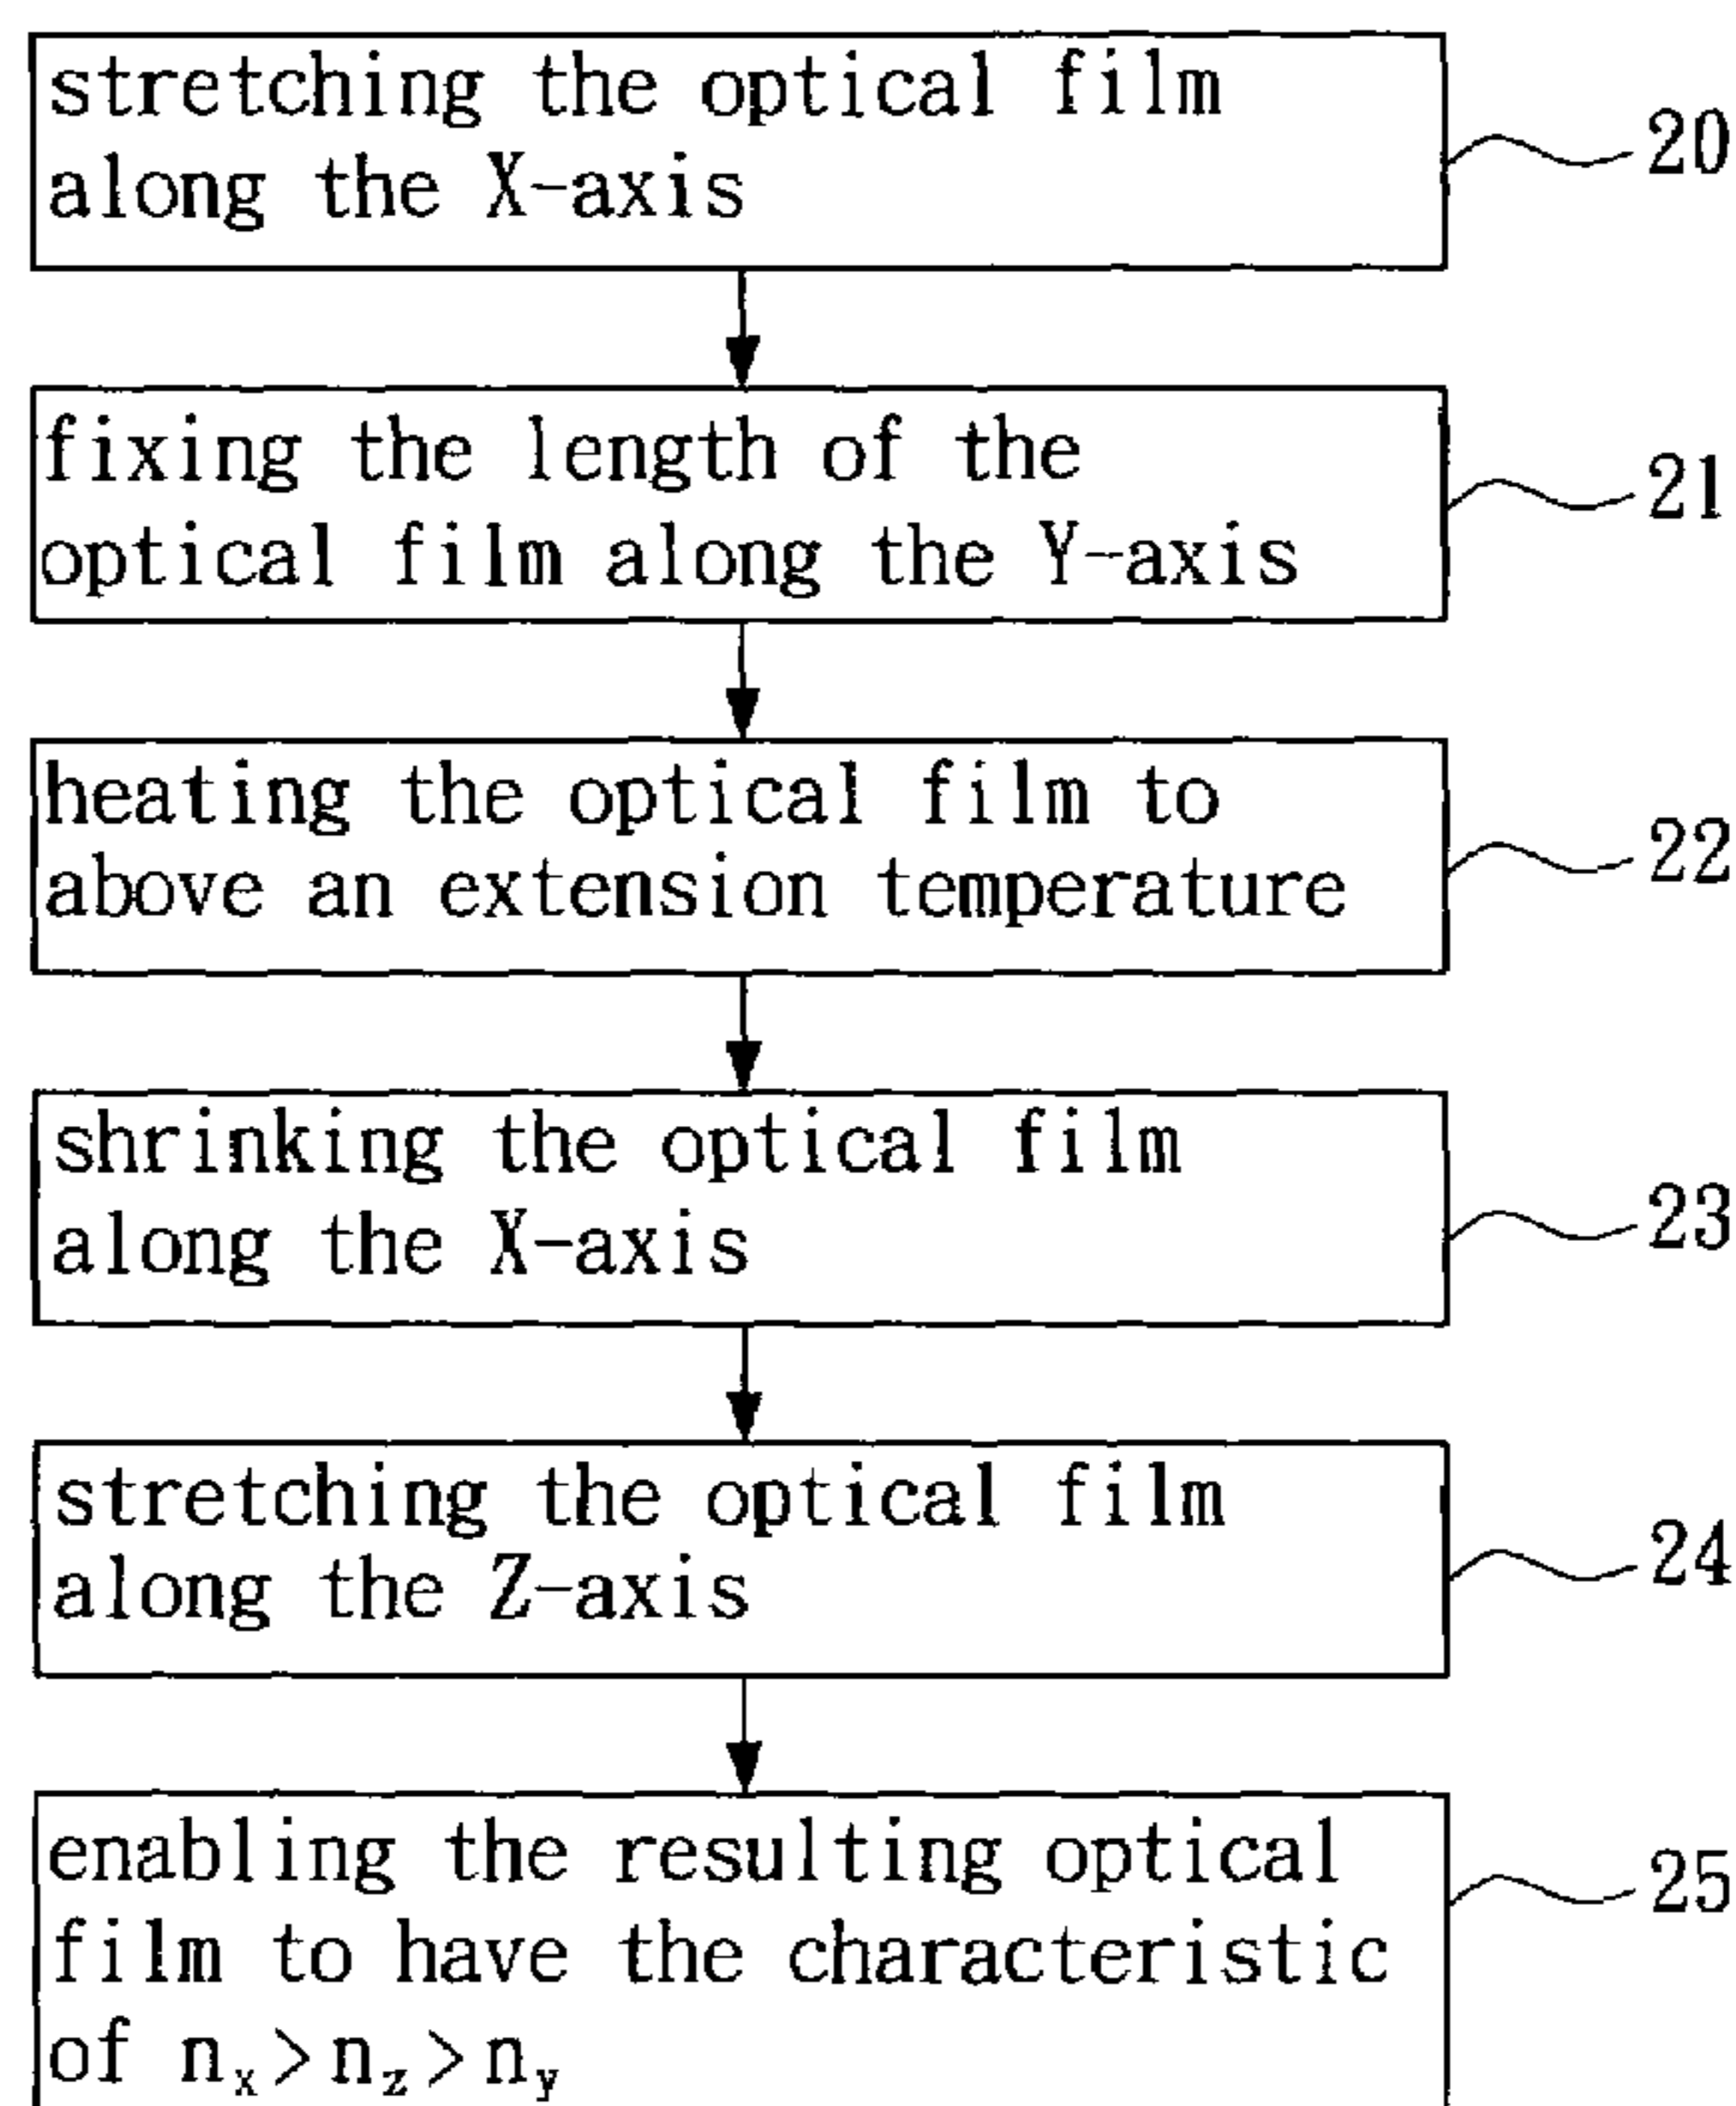 stretching the optical film
along the X-axis
20
fixing the length of the
optical film along the Y-axis
21
heating the optical film to
above an extension temperature
22
shrinking the optical film
along the X-axis
23
stretching the optical film
along the Z-axis
24
enabling the resulting optical
film to have the characteristic
of nₓ>n_z>n_y
25